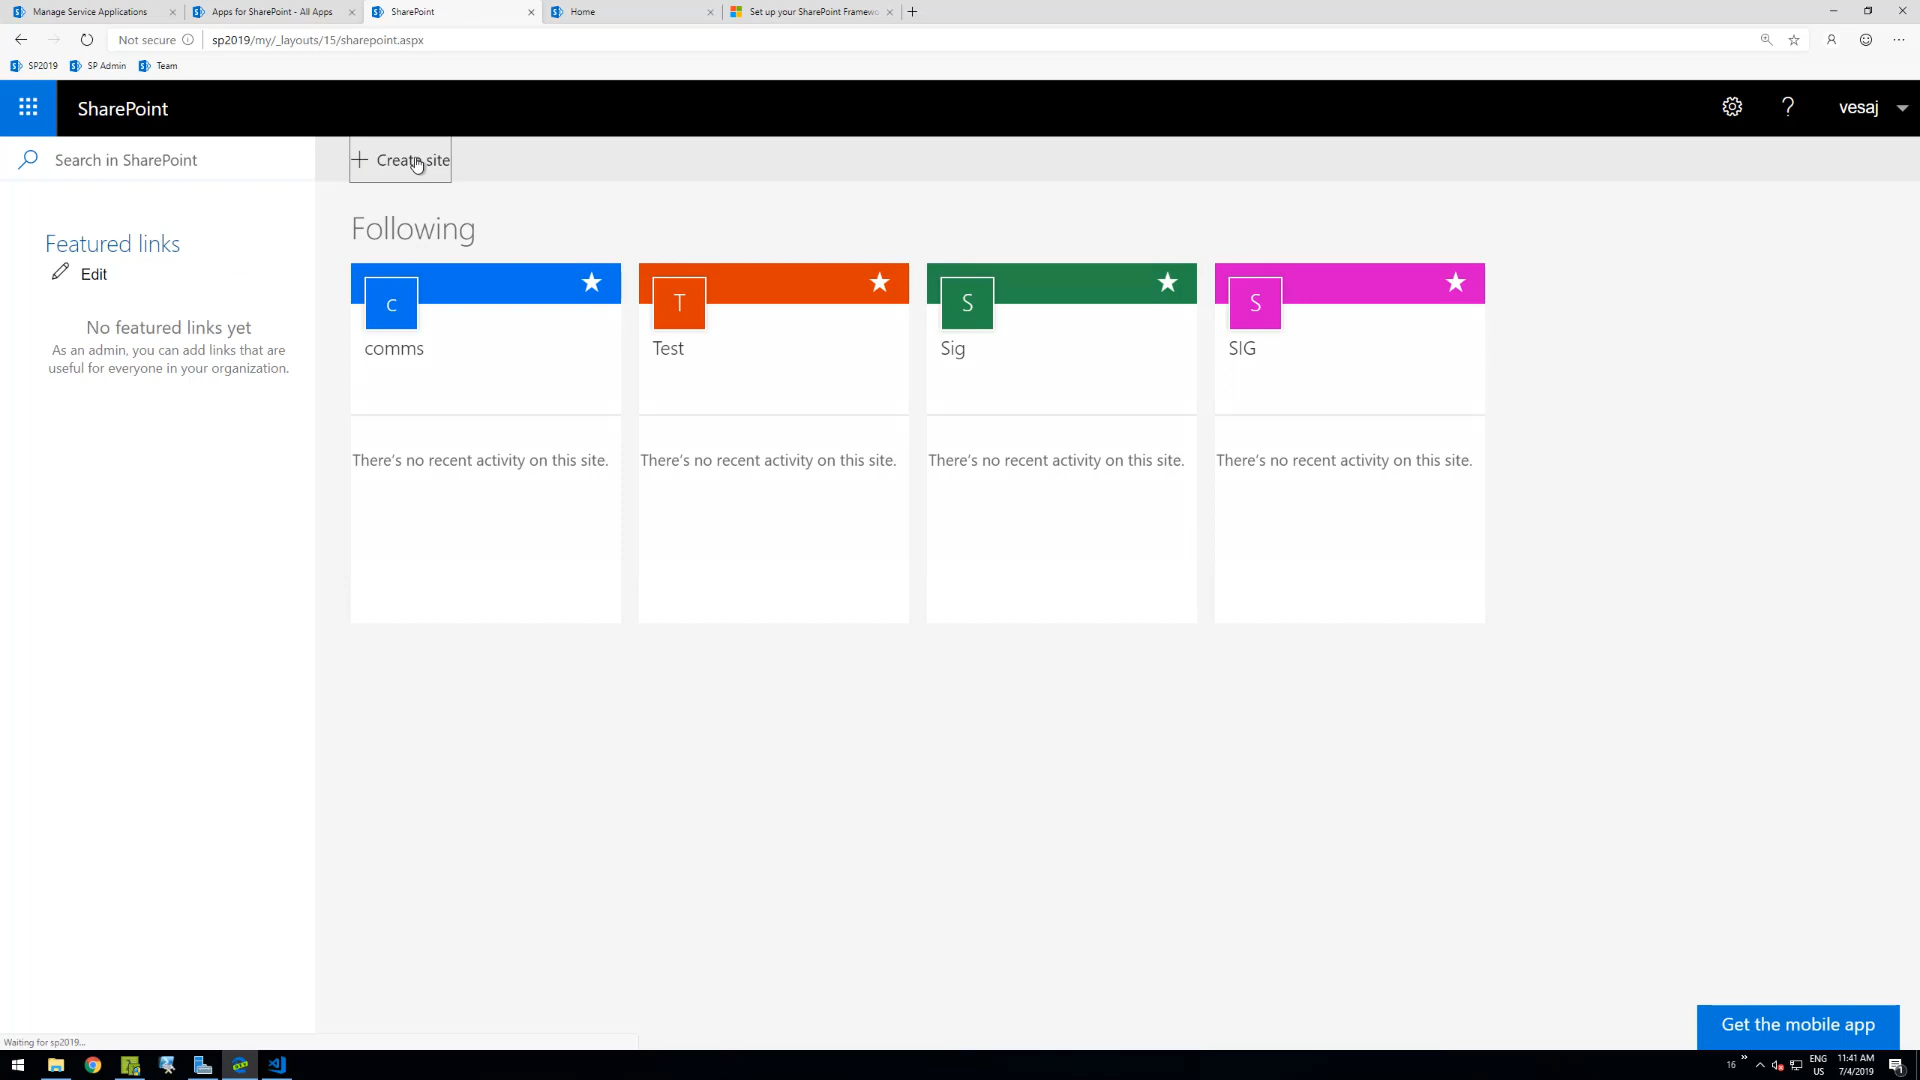 Manage Service Applications
Apps for SharePoint - All Apps
SharePoint
Home
Set up your SharePoint Framewo
Not secure
sp2019/my/_layouts/15/sharepoint.aspx
SP2019
SP Admin
Team
SharePoint
?
vesaj
Search in SharePoint
Create site
Featured links
Edit
No featured links yet
As an admin, you can add links that are
useful for everyone in your organization.
Following
c
comms
There's no recent activity on this site.
T
Test
There's no recent activity on this site.
S
Sig
There's no recent activity on this site.
S
SIG
There's no recent activity on this site.
Get the mobile app
Waiting for sp2019...
16
ENG
US
11:41 AM
7/4/2019
1